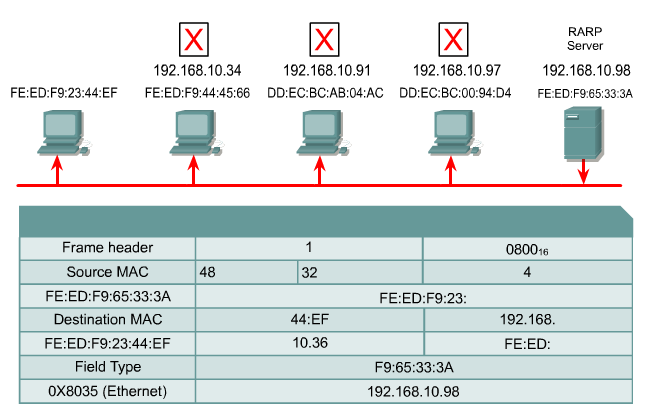 X X X RARP
Server
192.168.10.34 192.168.10.91 192.168.10.97 192.168.10.98
FE:ED:F9:23:44:EF FE:ED:F9:44:45:66 DD:EC:BC:AB:04:AC DD:EC:BC:00:94:D4 FE:ED:F9:65:33:3A
Frame header 1 0800₁₆
Source MAC 48 32 4
FE:ED:F9:65:33:3A FE:ED:F9:23:
Destination MAC 44:EF 192.168.
FE:ED:F9:23:44:EF 10.36 FE:ED:
Field Type F9:65:33:3A
0X8035 (Ethernet) 192.168.10.98